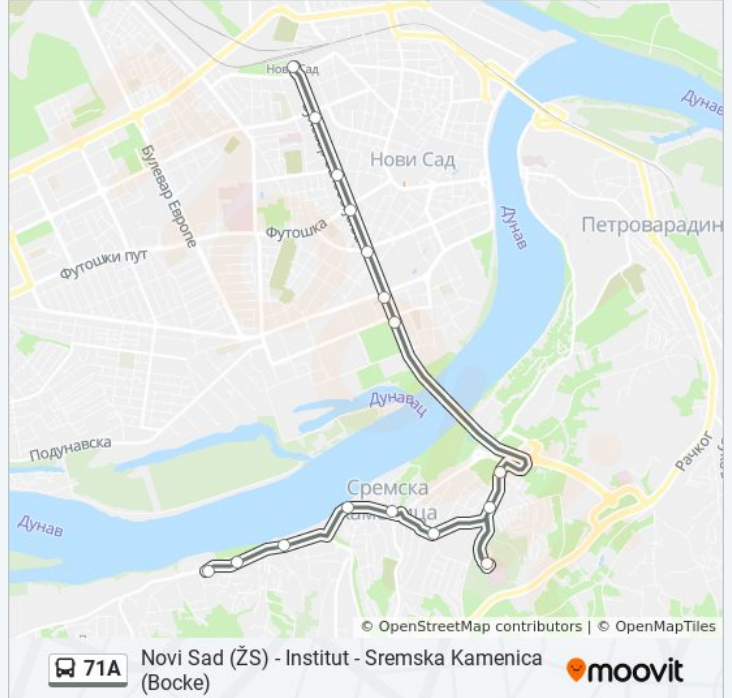 Нови Сад
Дунав
Нови Сад
Булевар Европе
Дунав
Петроварадин
Футошка
Футошки пут
Дунавац
Подунавска
Рачког
Сремска
Каменица
Дунав
© OpenStreetMap contributors | © OpenMapTiles
71A Novi Sad (ŽS) - Institut - Sremska Kamenica
(Bocke)
moovit